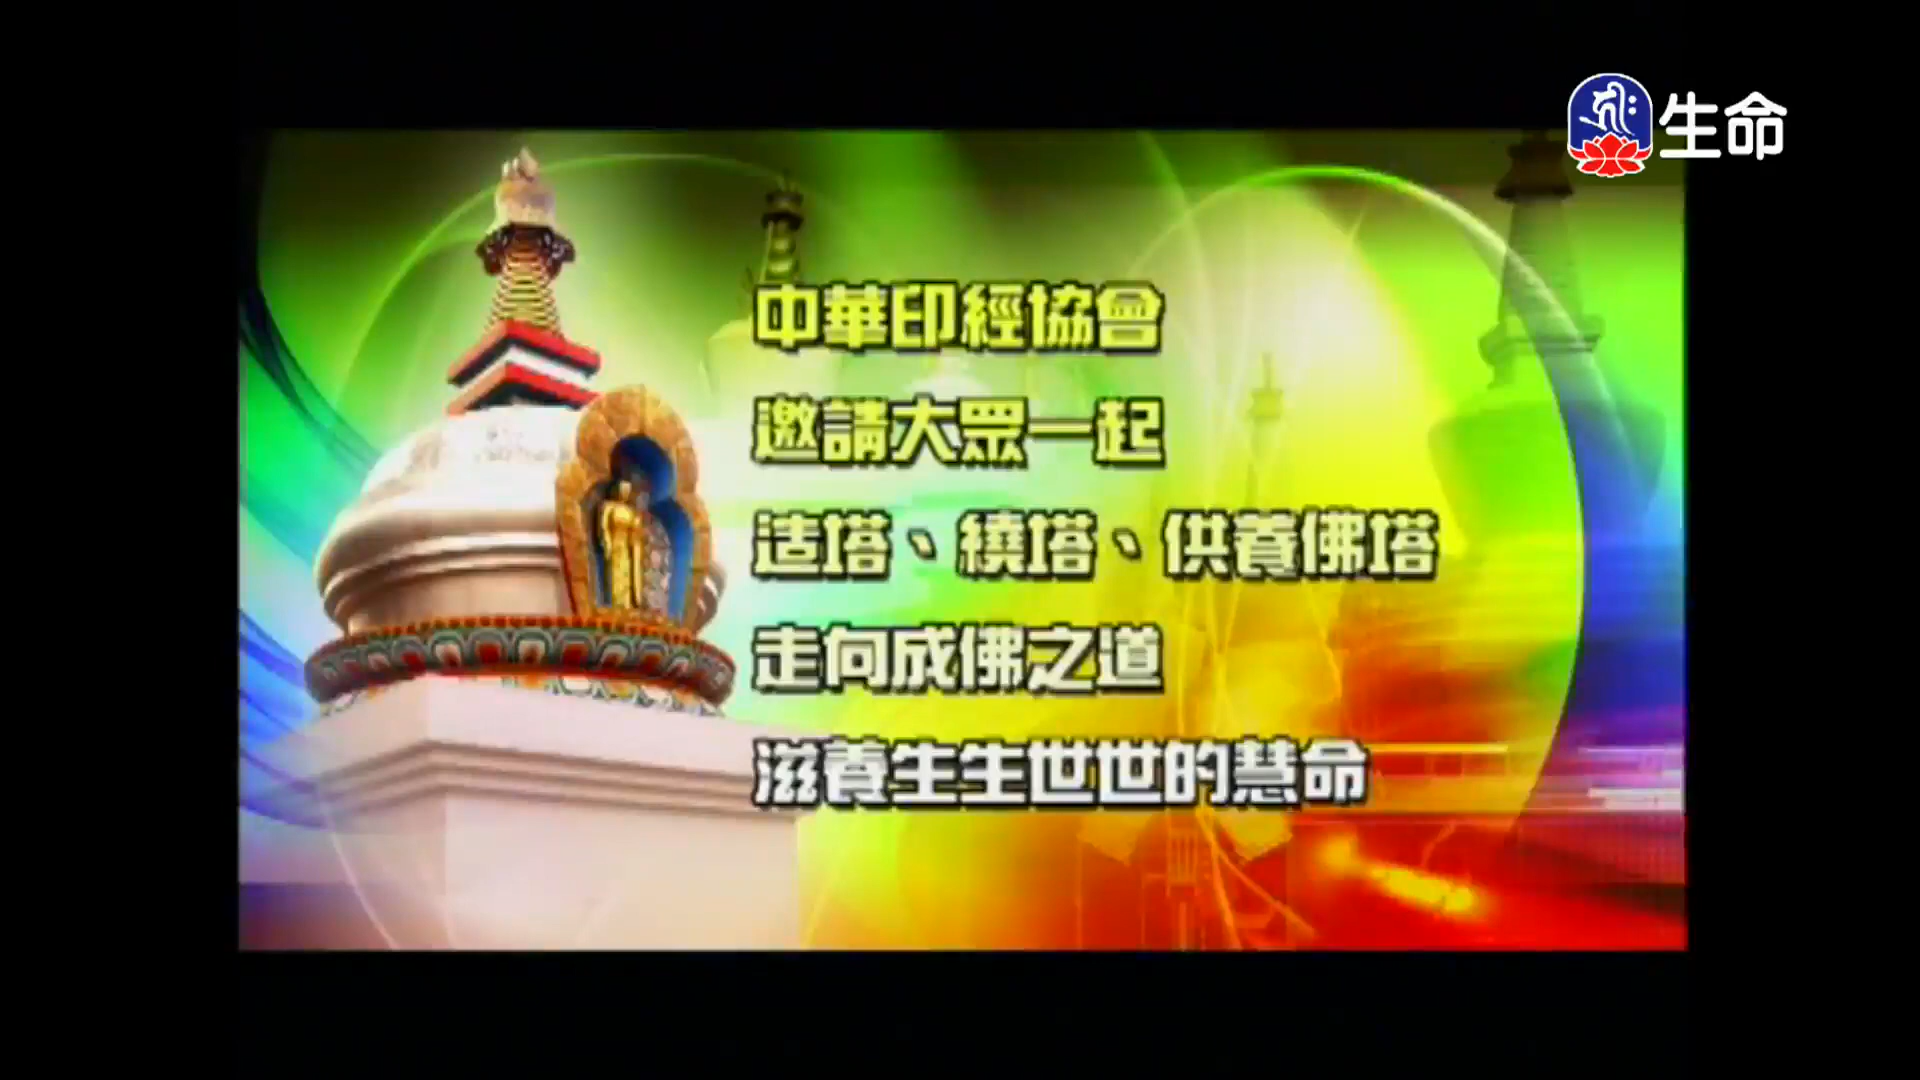 生命
中華印經協會
邀請大眾一起
造塔、繞塔、供養佛塔
走向成佛之道
滋養生生世世的慧命